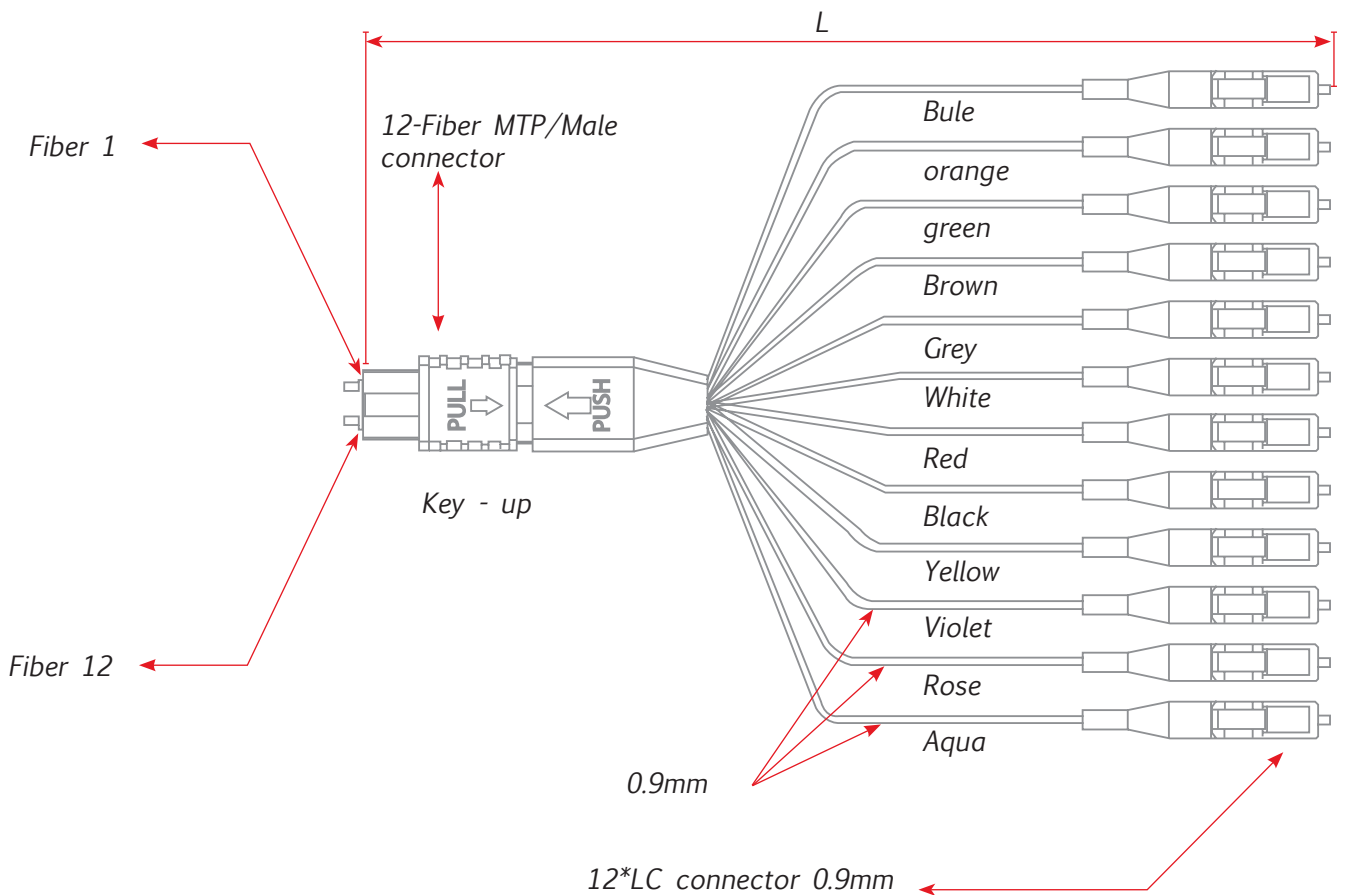 L
Bule
12-Fiber MTP/Male
connector
Fiber 1
orange
green
Brown
Grey
White
PULL
PUSH
Red
Key - up
Black
Yellow
Violet
Fiber 12
Rose
Aqua
0.9mm
12*LC connector 0.9mm